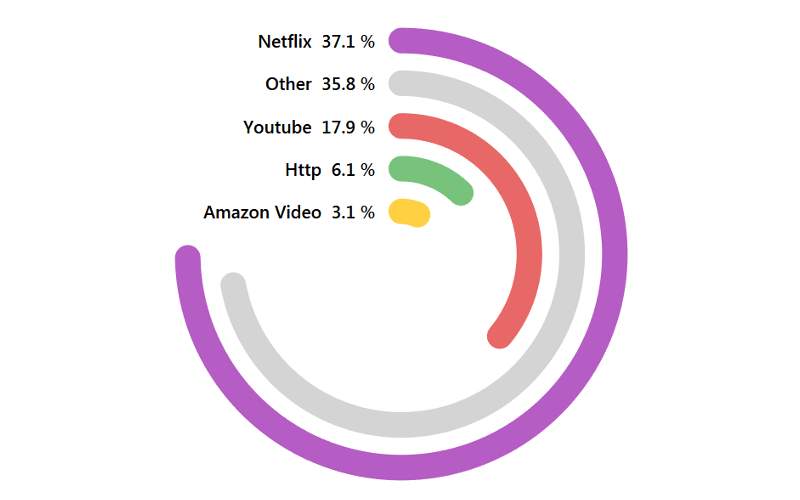 Netflix 37.1 %
Other 35.8 %
Youtube 17.9 %
Http 6.1 %
Amazon Video 3.1 %